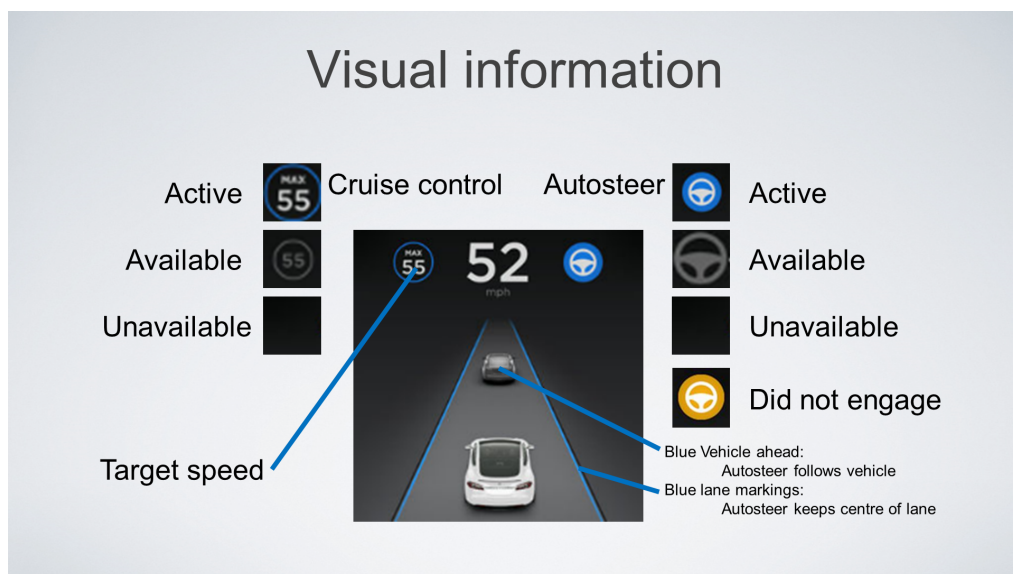 Visual information
Active
MAX
55
Cruise control
Autosteer
Active
Available
55
Available
Unavailable
Unavailable
Did not engage
MAX
55
52
mph
Target speed
Blue Vehicle ahead:
Autosteer follows vehicle
Blue lane markings:
Autosteer keeps centre of lane